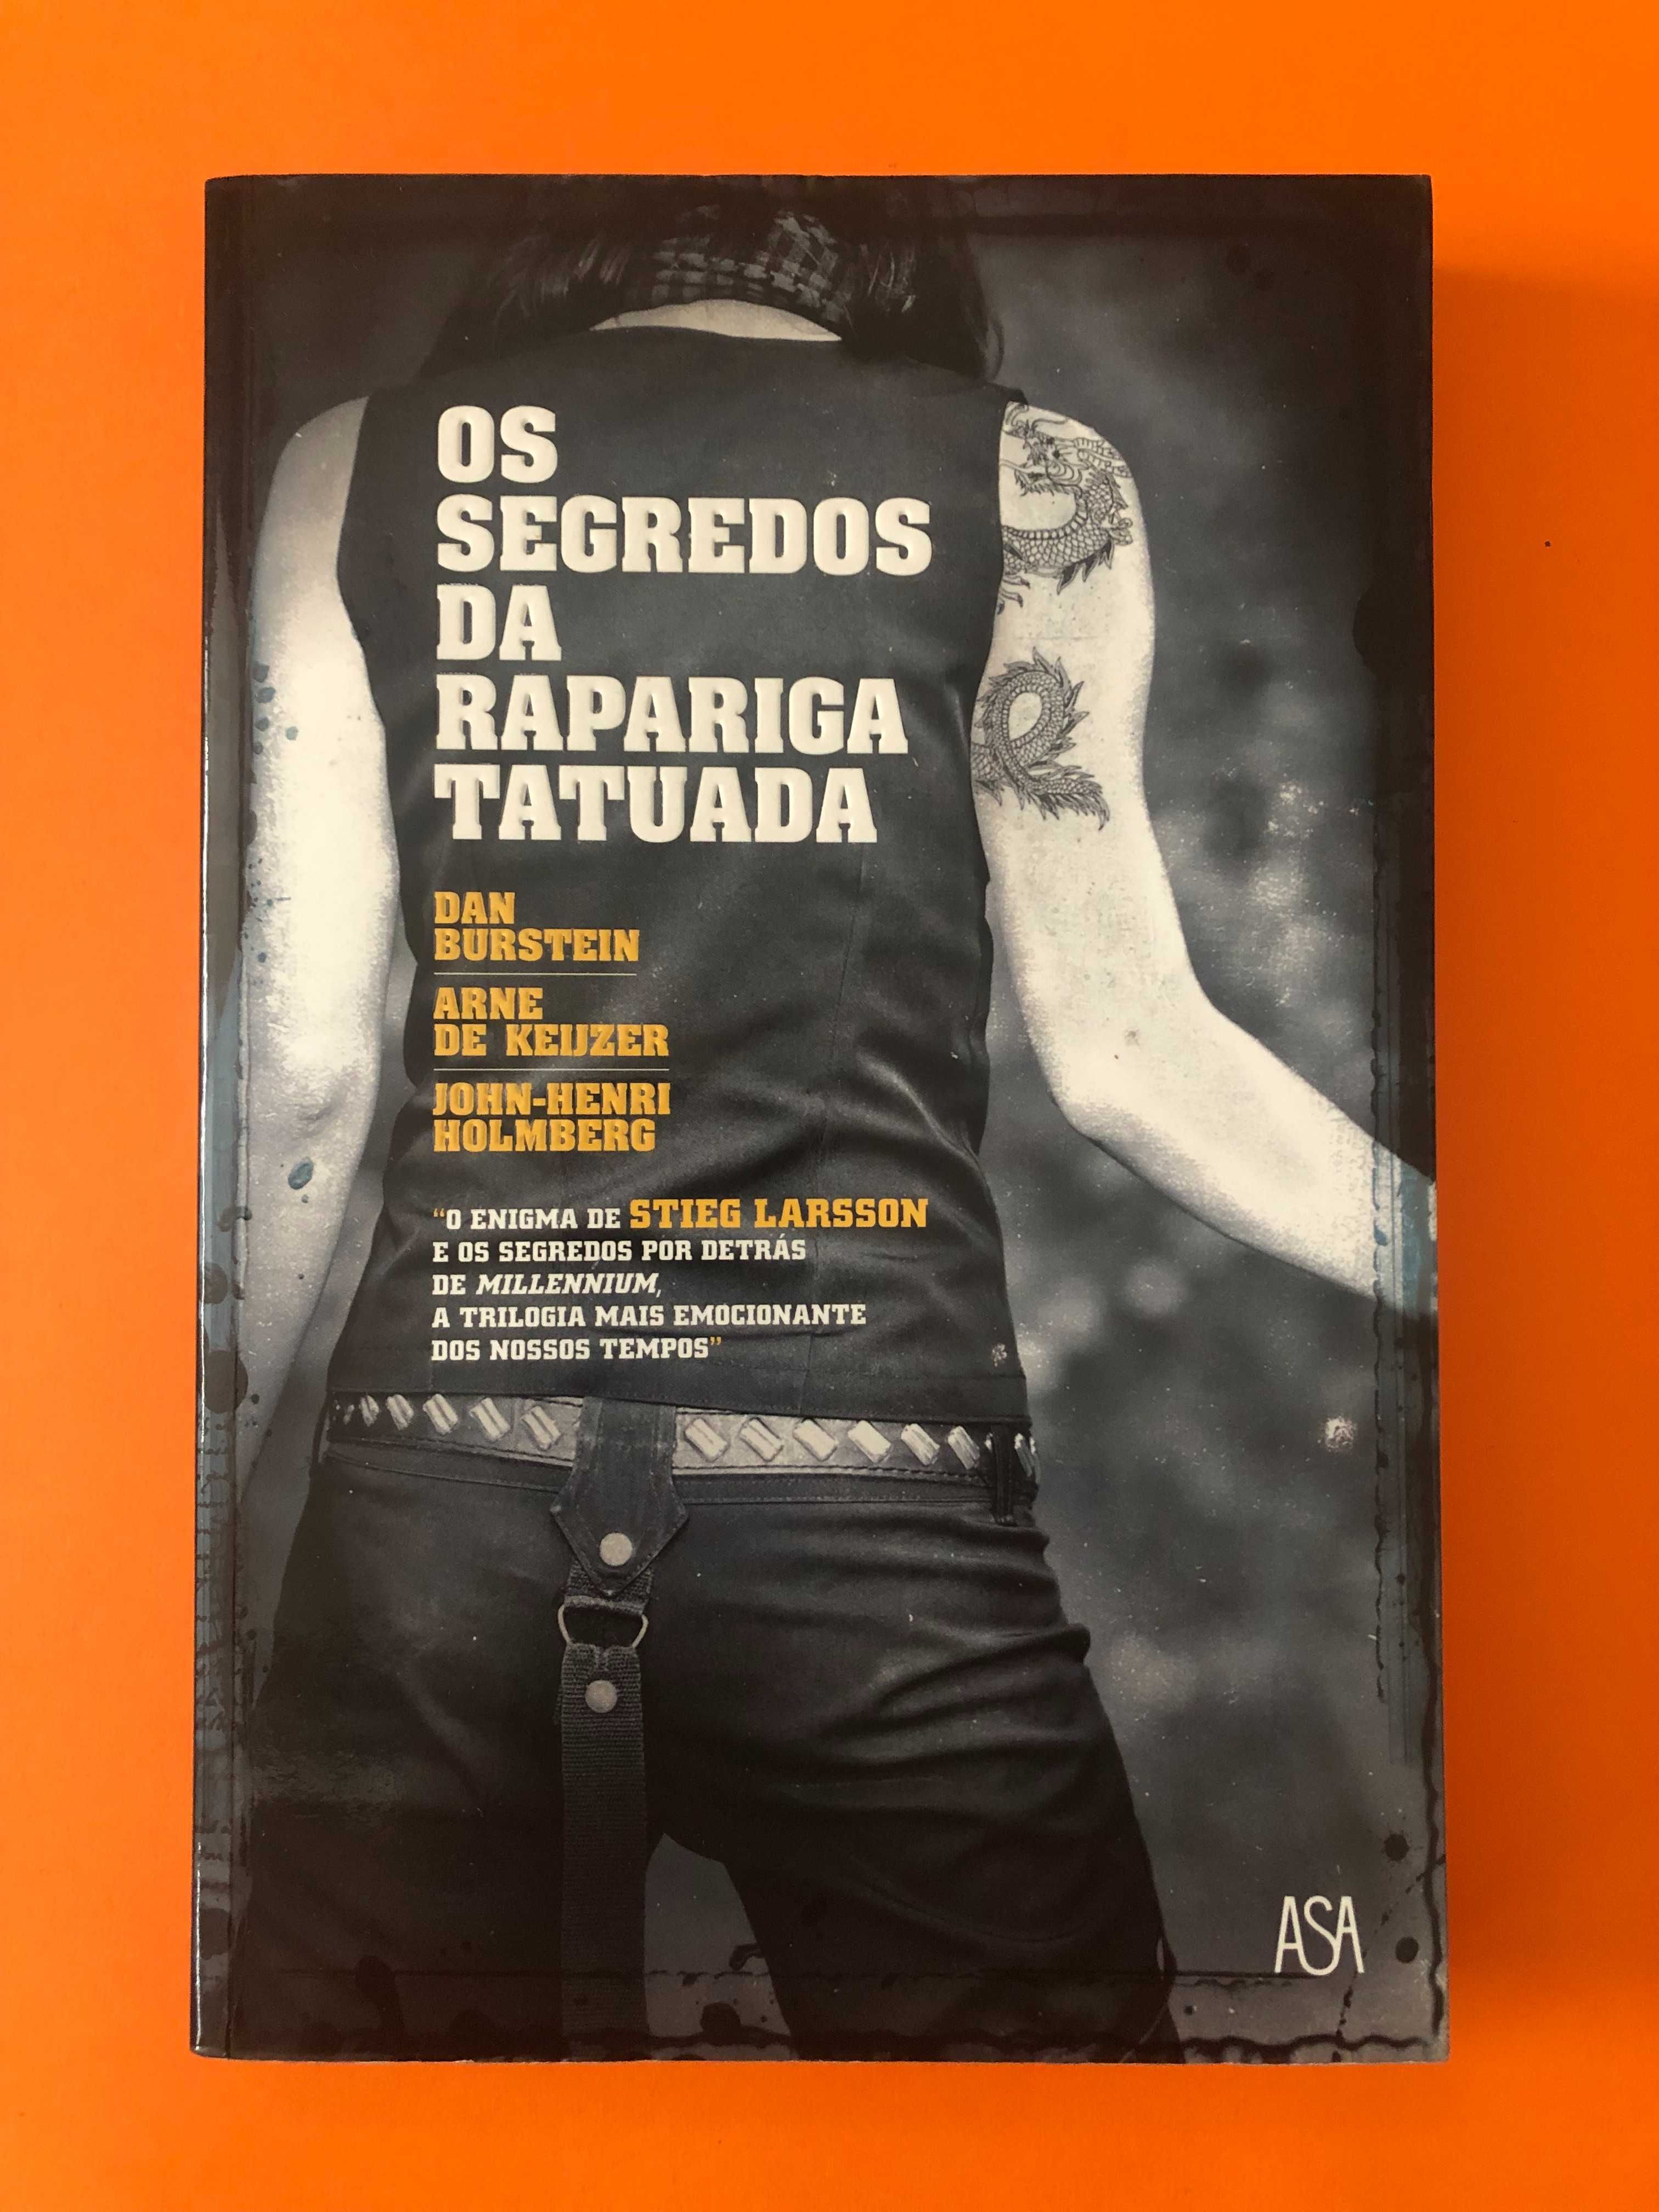 OS
SEGREDOS
DA
RAPARIGA
TATUADA
DAN
BURSTEIN
ARNE
DE KEIJZER
JOHN-HENRI
HOLMBERG
“O ENIGMA DE STIEG LARSSON
E OS SEGREDOS POR DETRÁS
DE MILLENNIUM,
A TRILOGIA MAIS EMOCIONANTE
DOS NOSSOS TEMPOS”
ASA